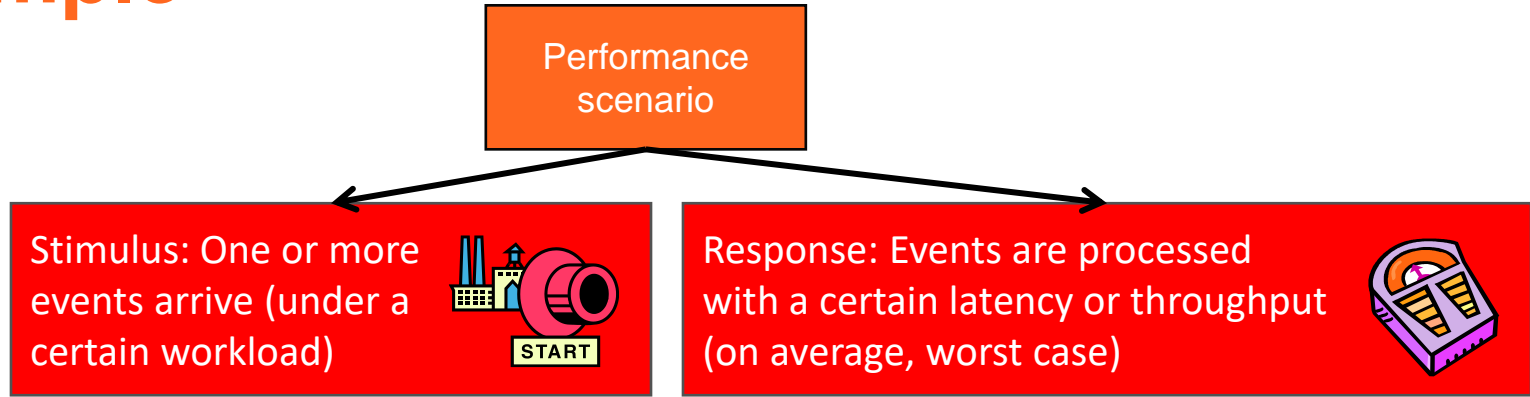 Performance
scenario
Stimulus: One or more
events arrive (under a
certain workload)
START
Response: Events are processed
with a certain latency or throughput
(on average, worst case)